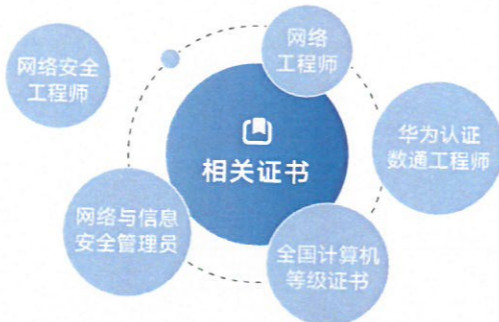 网络安全
工程师
网络
工程师
相关证书
华为认证
数通工程师
网络与信息
安全管理员
全国计算机
等级证书